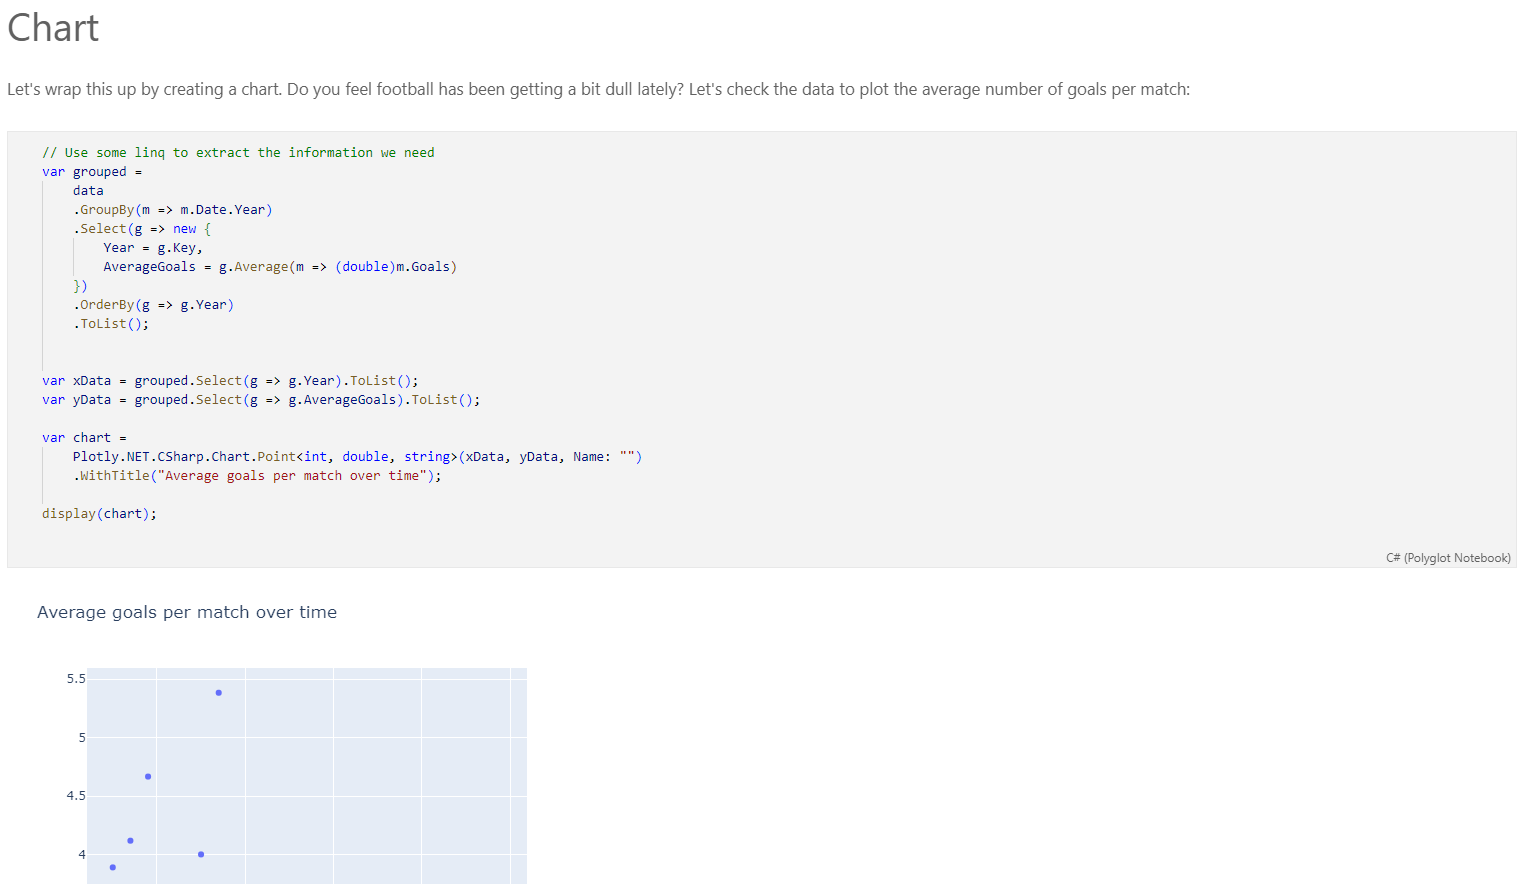 Chart
Let's wrap this up by creating a chart. Do you feel football has been getting a bit dull lately? Let's check the data to plot the average number of goals per match:
// Use some linq to extract the information we need
var grouped =
    data
    .GroupBy(m => m.Date.Year)
    .Select(g => new {
        Year = g.Key,
        AverageGoals = g.Average(m => (double)m.Goals)
    })
    .OrderBy(g => g.Year)
    .ToList();
var xData = grouped.Select(g => g.Year).ToList();
var yData = grouped.Select(g => g.AverageGoals).ToList();
var chart =
    Plotly.NET.CSharp.Chart.Point<int, double, string>(xData, yData, Name: "")
    .WithTitle("Average goals per match over time");
display(chart);
C# (Polyglot Notebook)
Average goals per match over time
5.5
5
4.5
4